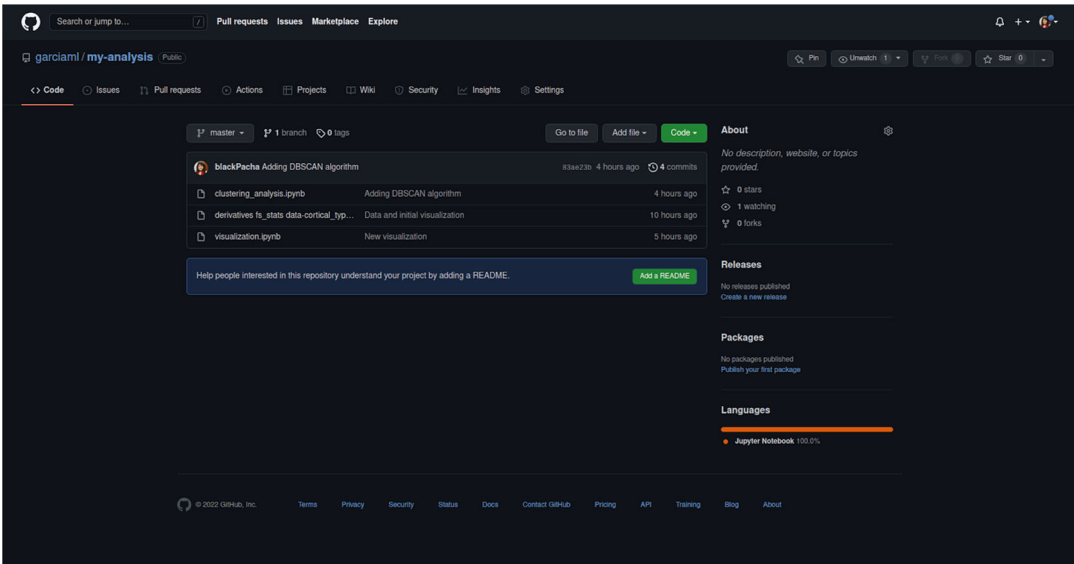 Search or jump to... / Pull requests Issues Marketplace Explore
garciaml / my-analysis Public Pin Unwatch 1 Fork 0 Star 0
Code Issues Pull requests Actions Projects Wiki Security Insights Settings
master 1 branch 0 tags Go to file Add file Code
About
No description, website, or topics
provided.
blackPacha Adding DBSCAN algorithm 83ae23b 4 hours ago 4 commits
clustering_analysis.ipynb Adding DBSCAN algorithm 4 hours ago
derivatives fs_stats data-cortical_typ... Data and initial visualization 10 hours ago
visualization.ipynb New visualization 5 hours ago
Help people interested in this repository understand your project by adding a README. Add a README
0 stars
1 watching
0 forks
Releases
No releases published
Create a new release
Packages
No packages published
Publish your first package
Languages
Jupyter Notebook 100.0%
© 2022 GitHub, Inc. Terms Privacy Security Status Docs Contact GitHub Pricing API Training Blog About